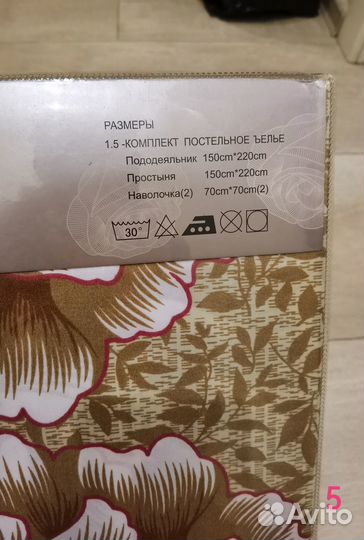 РАЗМЕРЫ
1.5 -КОМПЛЕКТ ПОСТЕЛЬНОЕ ЪЕЛЬЕ
Пододеяльник 150cm*220cm
Простыня 150cm*220cm
Наволочка(2) 70cm*70cm(2)
30°
5
Avito